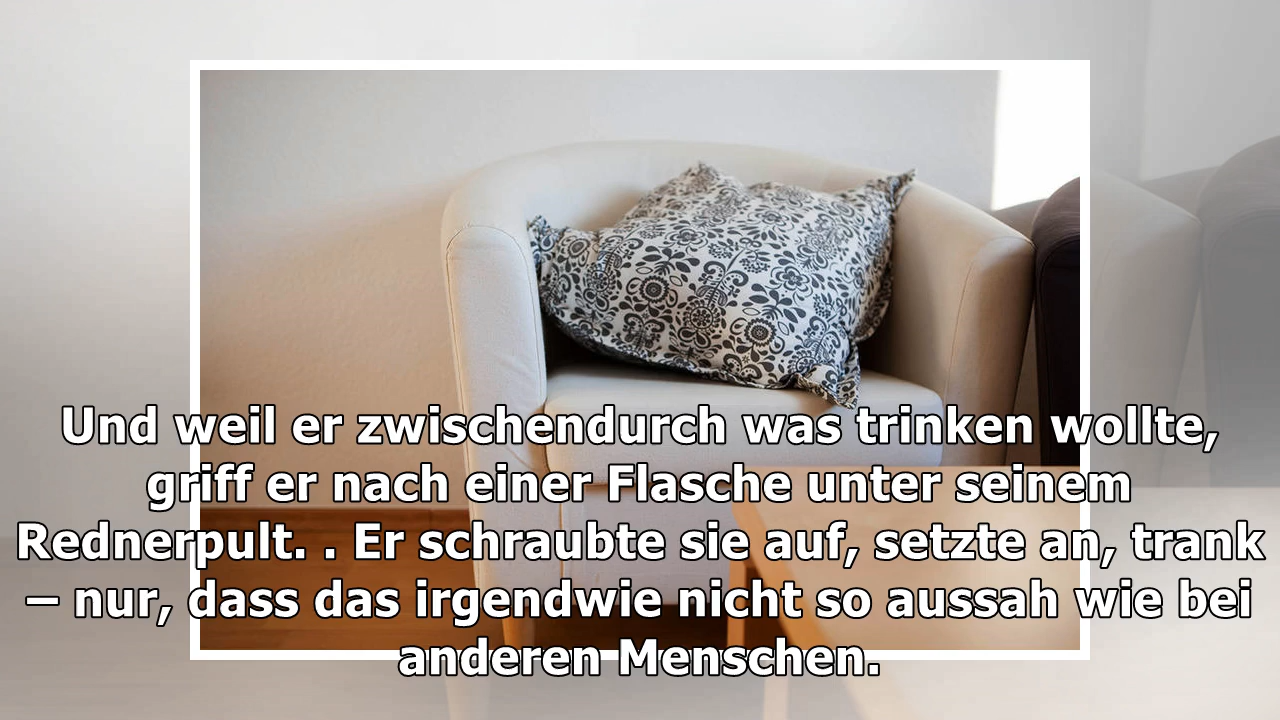 Und weil er zwischendurch was trinken wollte,
griff er nach einer Flasche unter seinem
Rednerpult. . Er schraubte sie auf, setzte an, trank
– nur, dass das irgendwie nicht so aussah wie bei
anderen Menschen.